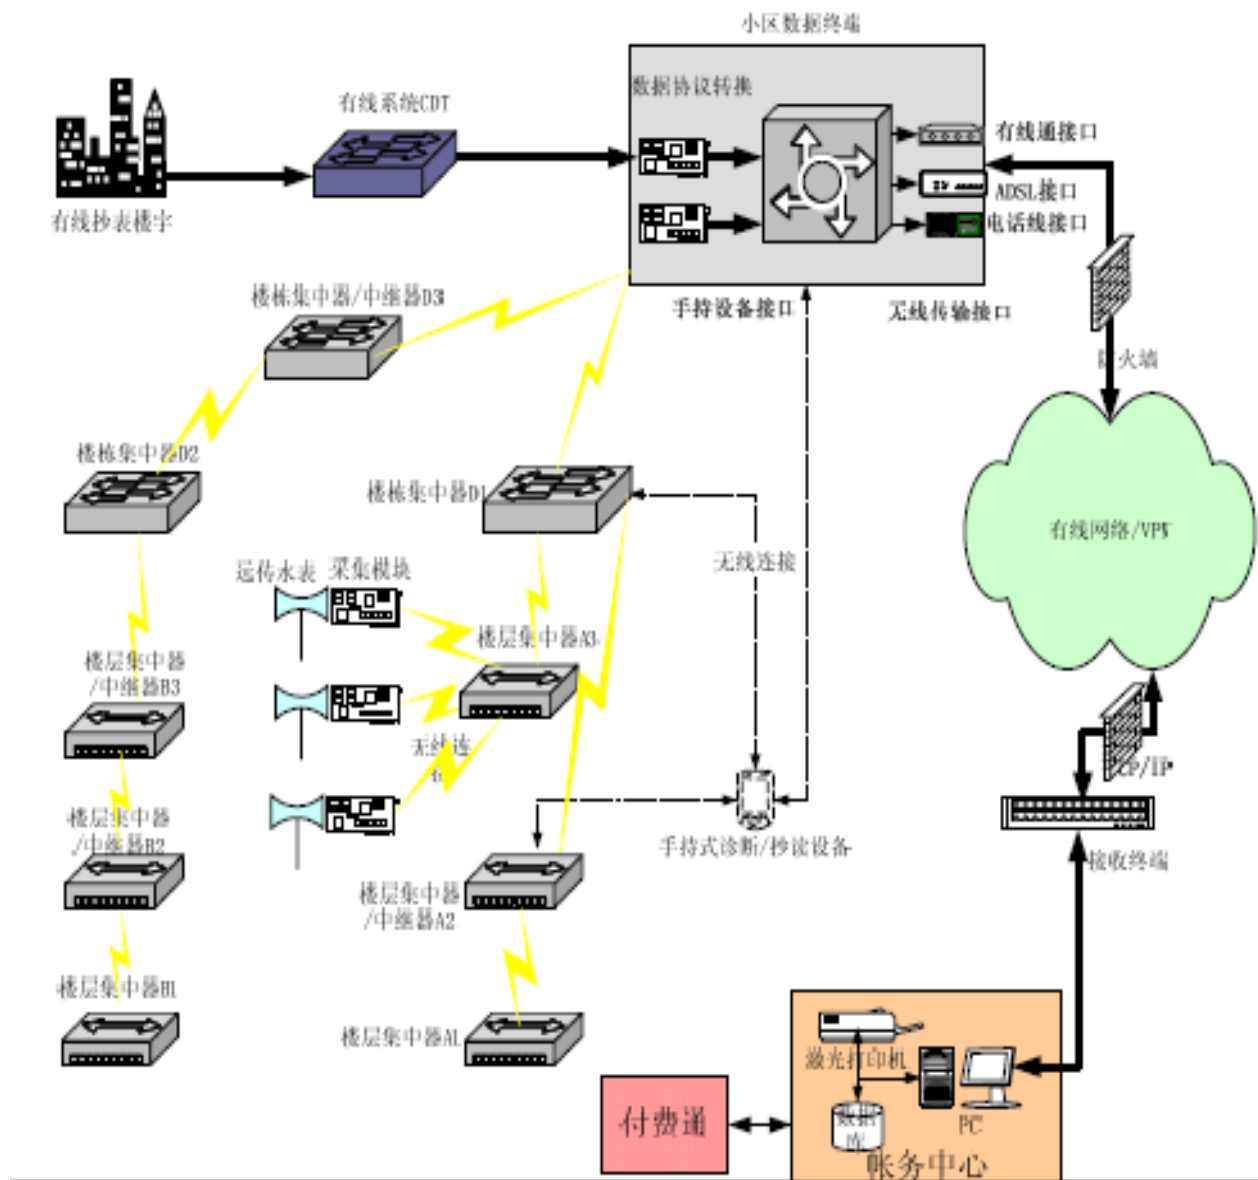 小区数据终端
数据协议转换
有线系统CDT
有线通接口
ADSL接口
电话线接口
有线抄表楼宇
手持设备接口
无线传输接口
楼栋集中器/中继器D3
防火墙
楼栋集中器D2
楼栋集中器D1
有线网络/VPN
无线连接
远传水表
采集模块
楼层集中器A3
楼层集中器
/中继器B3
无线连
TCP/IP
楼层集中器
/中继器B2
手持式诊断/抄读设备
接收终端
楼层集中器
/中继器A2
楼层集中器B1
楼层集中器A1
激光打印机
数据
库
PC
付费通
帐务中心